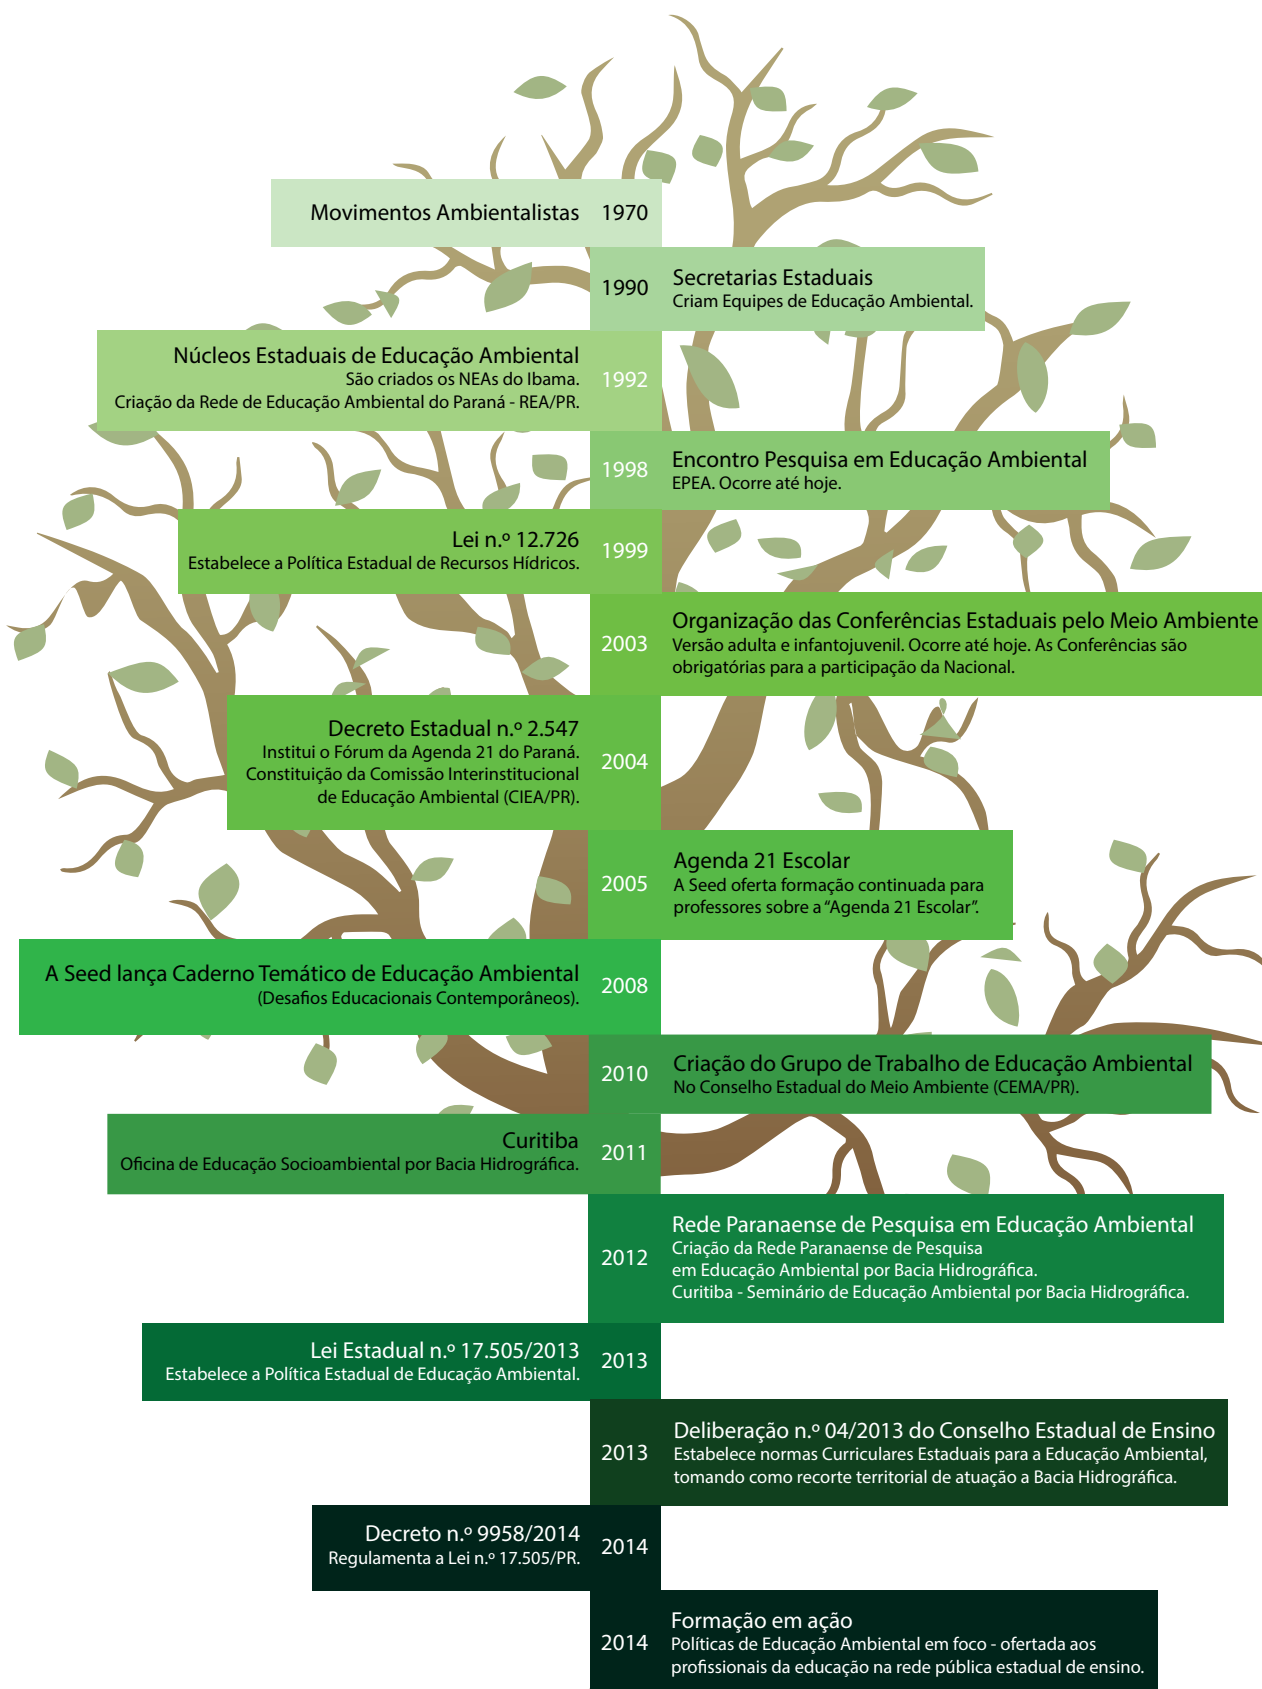 Movimentos Ambientalistas 1970
1990 Secretarias Estaduais
Criam Equipes de Educação Ambiental.
Núcleos Estaduais de Educação Ambiental
São criados os NEAs do Ibama.
1992
Criação da Rede de Educação Ambiental do Paraná - REA/PR.
1998
Encontro Pesquisa em Educação Ambiental
EPEA. Ocorre até hoje.
Lei n.º 12.726
1999
Estabelece a Política Estadual de Recursos Hídricos.
2003
Organização das Conferências Estaduais pelo Meio Ambiente
Versão adulta e infantojuvenil. Ocorre até hoje. As Conferências são
obrigatórias para a participação da Nacional.
Decreto Estadual n.º 2.547
Institui o Fórum da Agenda 21 do Paraná.
2004
Constituição da Comissão Interinstitucional
de Educação Ambiental (CIEA/PR).
2005
Agenda 21 Escolar
A Seed oferta formação continuada para
professores sobre a “Agenda 21 Escolar”.
A Seed lança Caderno Temático de Educação Ambiental
2008
(Desafios Educacionais Contemporâneos).
2010
Criação do Grupo de Trabalho de Educação Ambiental
No Conselho Estadual do Meio Ambiente (CEMA/PR).
Curitiba
2011
Oficina de Educação Socioambiental por Bacia Hidrográfica.
2012
Rede Paranaense de Pesquisa em Educação Ambiental
Criação da Rede Paranaense de Pesquisa
em Educação Ambiental por Bacia Hidrográfica.
Curitiba - Seminário de Educação Ambiental por Bacia Hidrográfica.
Lei Estadual n.º 17.505/2013
2013
Estabelece a Política Estadual de Educação Ambiental.
2013
Deliberação n.º 04/2013 do Conselho Estadual de Ensino
Estabelece normas Curriculares Estaduais para a Educação Ambiental,
tomando como recorte territorial de atuação a Bacia Hidrográfica.
Decreto n.º 9958/2014
2014
Regulamenta a Lei n.º 17.505/PR.
2014
Formação em ação
Políticas de Educação Ambiental em foco - ofertada aos
profissionais da educação na rede pública estadual de ensino.